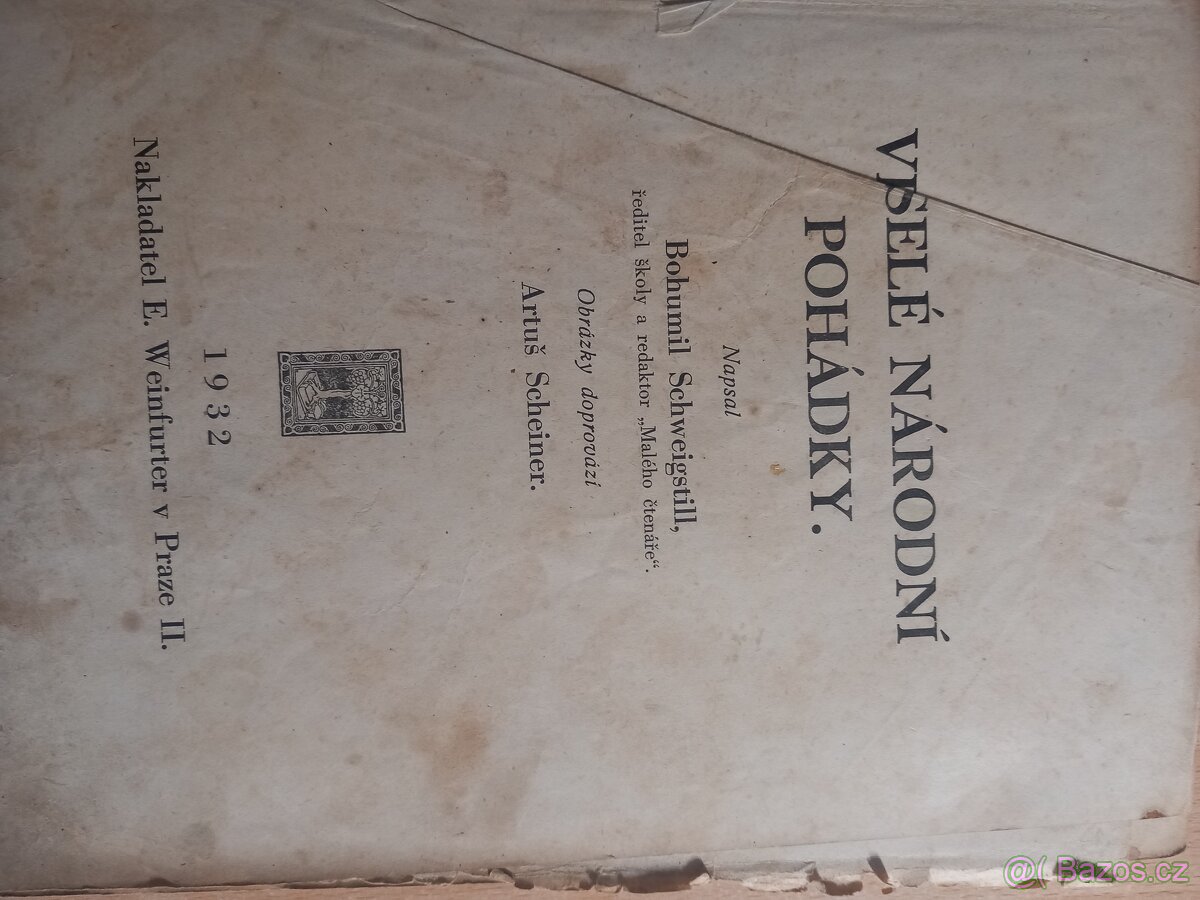 VESELÉ NÁRODNÍ
POHÁDKY.
Napsal
Bohumil Schweigstill,
ředitel školy a redaktor „Malého čtenáře“.
Obrázky doprovází
Artuš Scheiner.
1932
Nakladatel E. Weinfurter v Praze II.
@( Bazos.cz